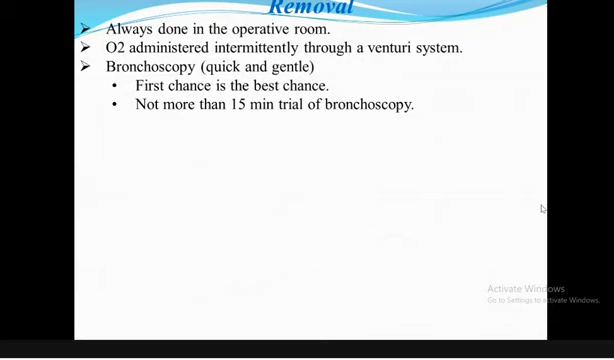 Removal
➢ Always done in the operative room.
➢ O2 administered intermittently through a venturi system.
➢ Bronchoscopy (quick and gentle)
• First chance is the best chance.
• Not more than 15 min trial of bronchoscopy.
Activate Windows
Go to Settings to activate Windows.